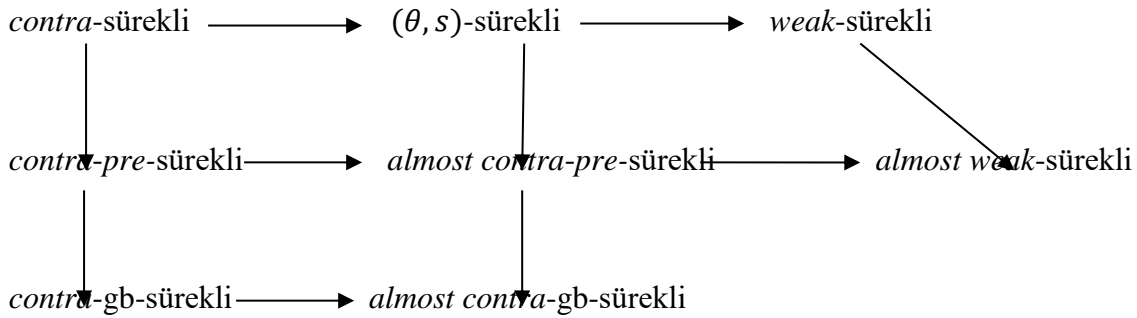 contra-sürekli (θ, s)-sürekli weak-sürekli
contra-pre-sürekli almost contra-pre-sürekli almost weak-sürekli
contra-gb-sürekli almost contra-gb-sürekli